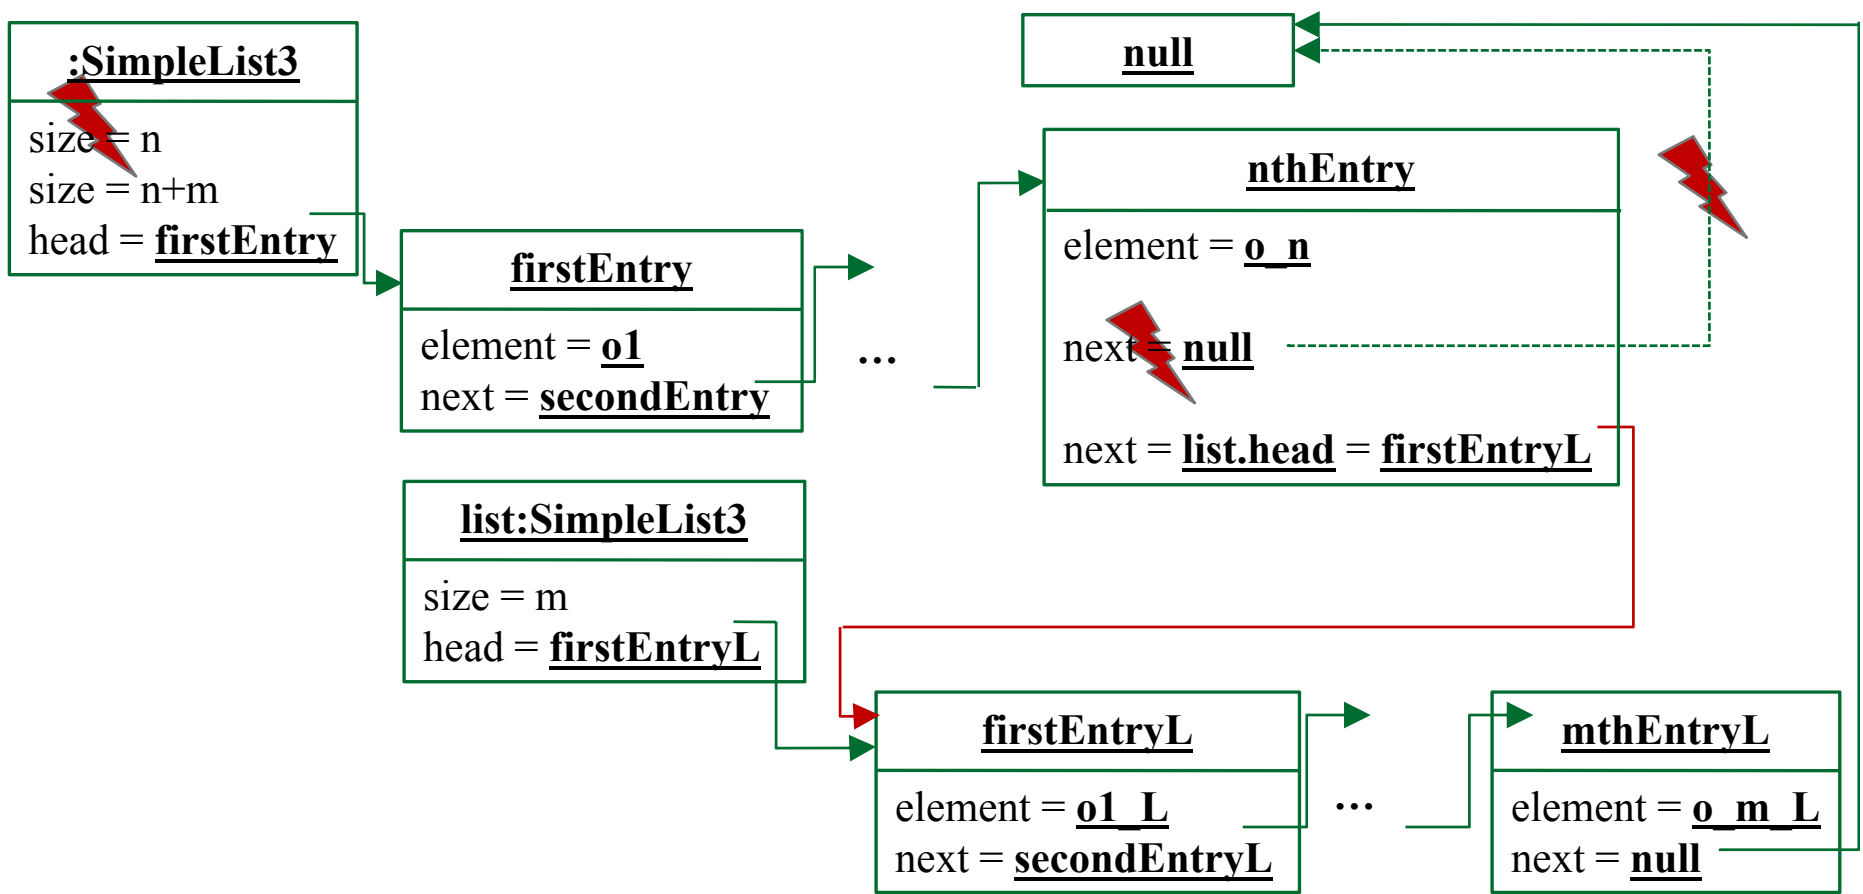 :SimpleList3
size = n
size = n+m
head = firstEntry
null
nthEntry
element = o_n
next = null
next = list.head = firstEntryL
firstEntry
element = o1
next = secondEntry
...
list:SimpleList3
size = m
head = firstEntryL
firstEntryL
element = o1_L
next = secondEntryL
...
mthEntryL
element = o_m_L
next = null